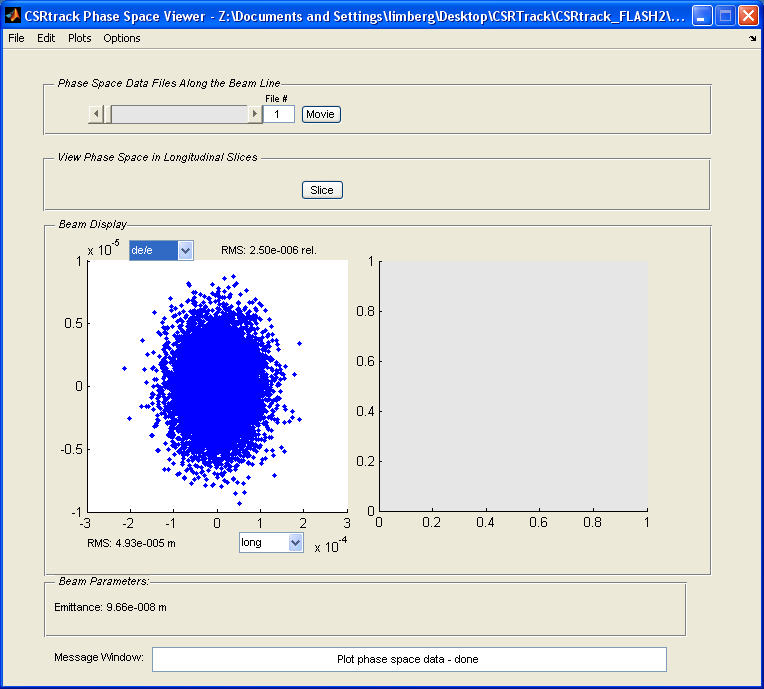 CSRtrack Phase Space Viewer - Z:\Documents and Settings\limberg\Desktop\CSRTrack\CSRtrack_FLASH2\...
File Edit Plots Options
Phase Space Data Files Along the Beam Line
File #
1 Movie
View Phase Space in Longitudinal Slices
Slice
Beam Display
x 10^-5 de/e RMS: 2.50e-006 rel.
1
0.5
0
-0.5
-1
-3 -2 -1 0 1 2 3
RMS: 4.93e-005 m long x 10^-4
1
0.8
0.6
0.4
0.2
0
0 0.2 0.4 0.6 0.8 1
Beam Parameters:
Emittance: 9.66e-008 m
Message Window: Plot phase space data - done